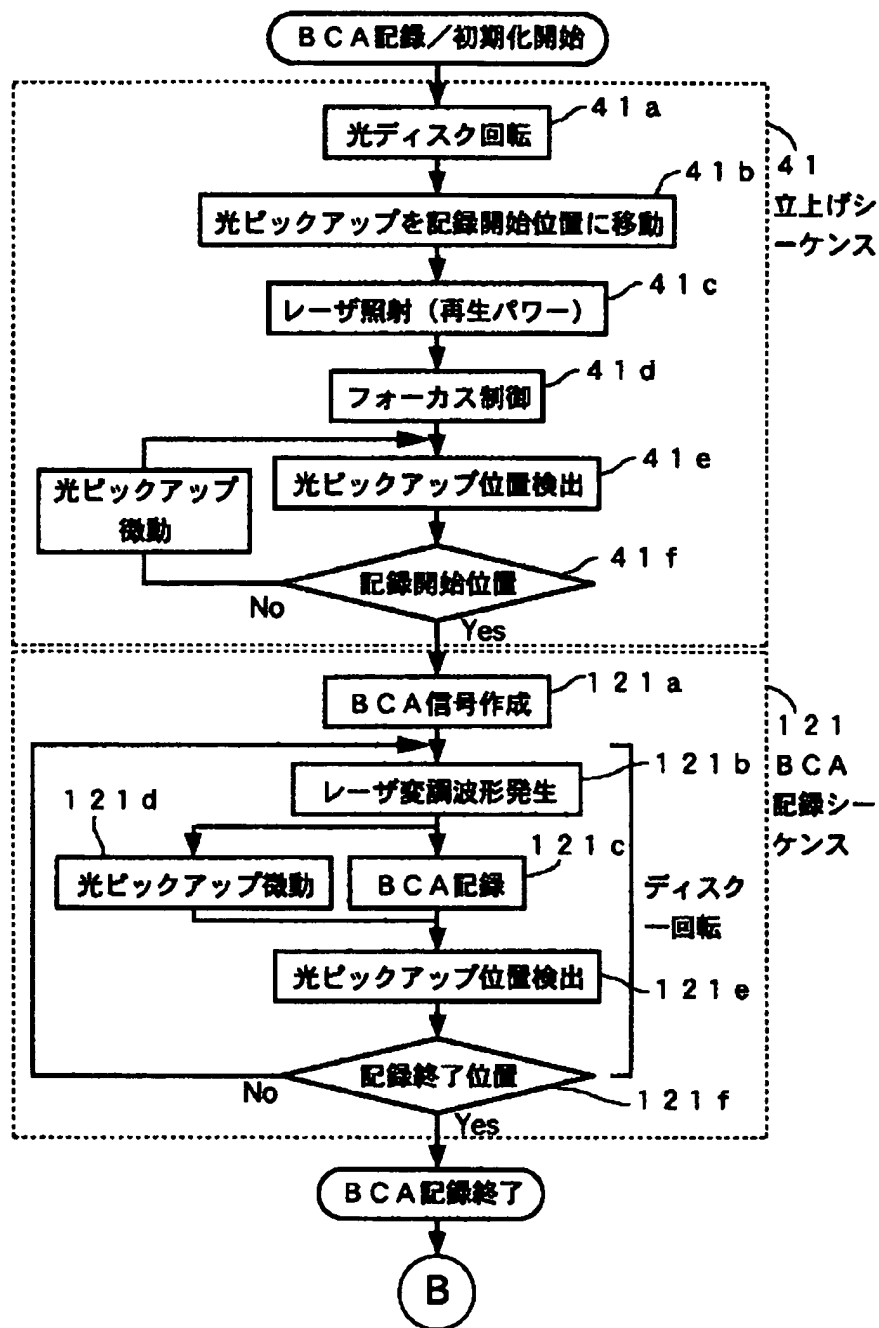 BCA記録／初期化開始
41a
光ディスク回転
41
立上げシ
ーケンス
41b
光ピックアップを記録開始位置に移動
41c
レーザ照射（再生パワー）
41d
フォーカス制御
41e
光ピックアップ位置検出
光ピックアップ
微動
41f
記録開始位置
No
Yes
121a
BCA信号作成
121
BCA
記録シー
ケンス
121b
レーザ変調波形発生
121d
121c
光ピックアップ微動
BCA記録
ディスク
一回転
光ピックアップ位置検出
121e
記録終了位置
No
121f
Yes
BCA記録終了
B